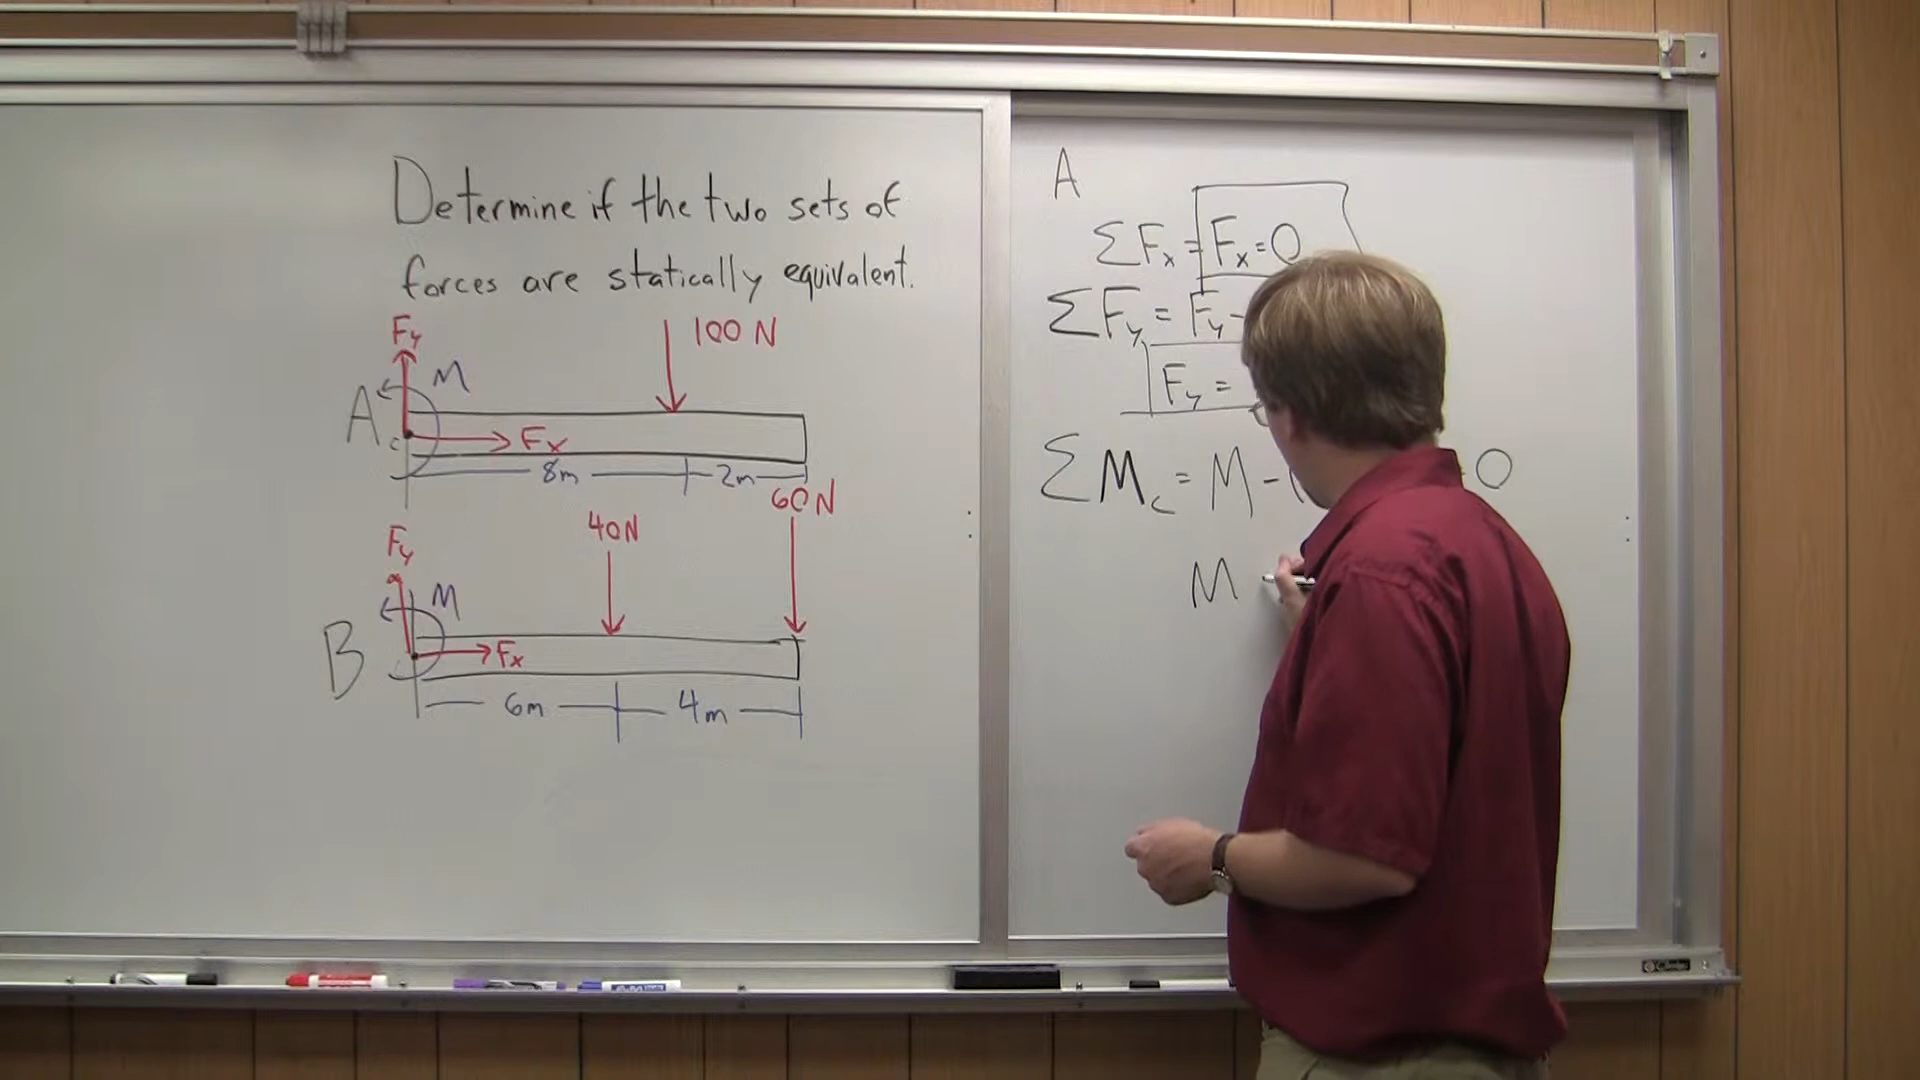 Determine if the two sets of
forces are statically equivalent.
Fy
M
100 N
A
c
Fx
8m
2m
60N
40N
Fy
M
B
Fx
6m
4m
A
ΣFx = Fx = 0
ΣFy = Fy -
Fy =
ΣMc = M - 0
M